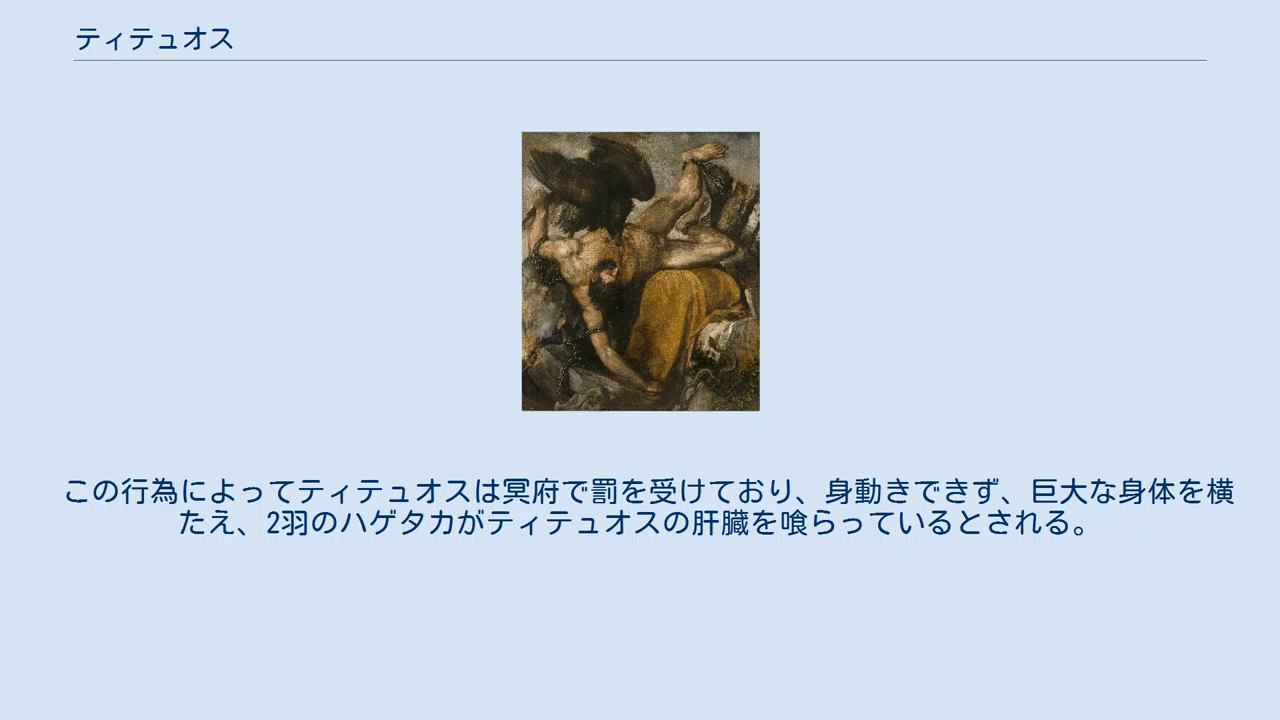 ティテュオス
この行為によってティテュオスは冥府で罰を受けており、身動きできず、巨大な身体を横
たえ、2羽のハゲタカがティテュオスの肝臓を喰らっているとされる。